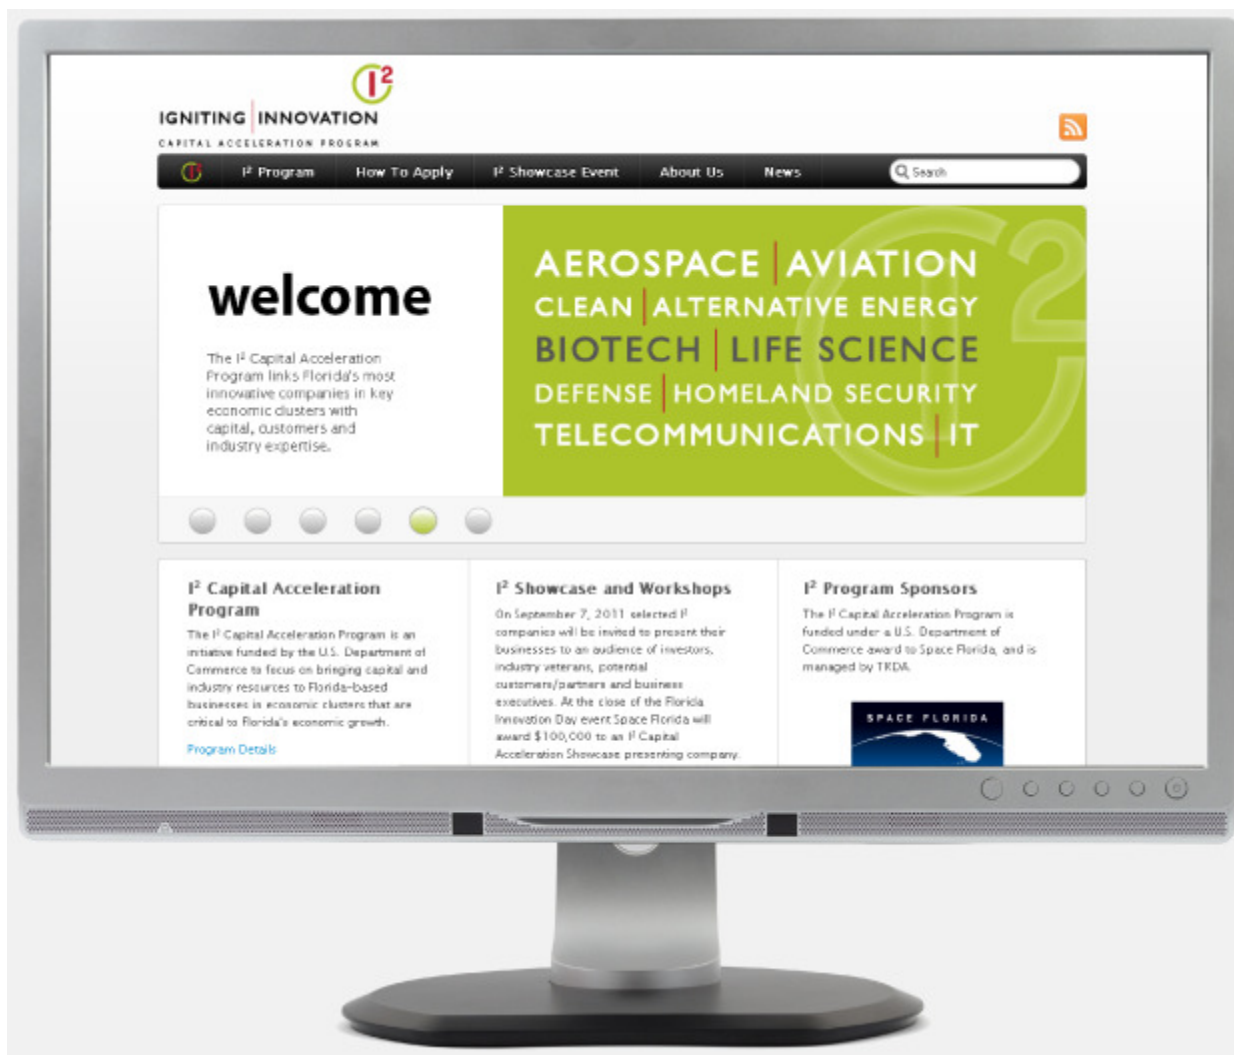 I²
IGNITING INNOVATION
CAPITAL ACCELERATION PROGRAM
I² Program How To Apply I² Showcase Event About Us News Search
welcome
The I² Capital Acceleration
Program links Florida's most
innovative companies in key
economic clusters with
capital, customers and
industry expertise.
AEROSPACE | AVIATION
CLEAN | ALTERNATIVE ENERGY
BIOTECH | LIFE SCIENCE
DEFENSE | HOMELAND SECURITY
TELECOMMUNICATIONS | IT
I² Capital Acceleration
Program
The I² Capital Acceleration Program is an
initiative funded by the U.S. Department of
Commerce to focus on bringing capital and
industry resources to Florida-based
businesses in economic clusters that are
critical to Florida's economic growth.
Program Details
I² Showcase and Workshops
On September 7, 2011 selected I²
companies will be invited to present their
businesses to an audience of investors,
industry veterans, potential
customers/partners and business
executives. At the close of the Florida
Innovation Day event Space Florida will
award $100,000 to an I² Capital
Acceleration Showcase presenting company.
I² Program Sponsors
The I² Capital Acceleration Program is
funded under a U.S. Department of
Commerce award to Space Florida, and is
managed by TRDA.
SPACE FLORIDA